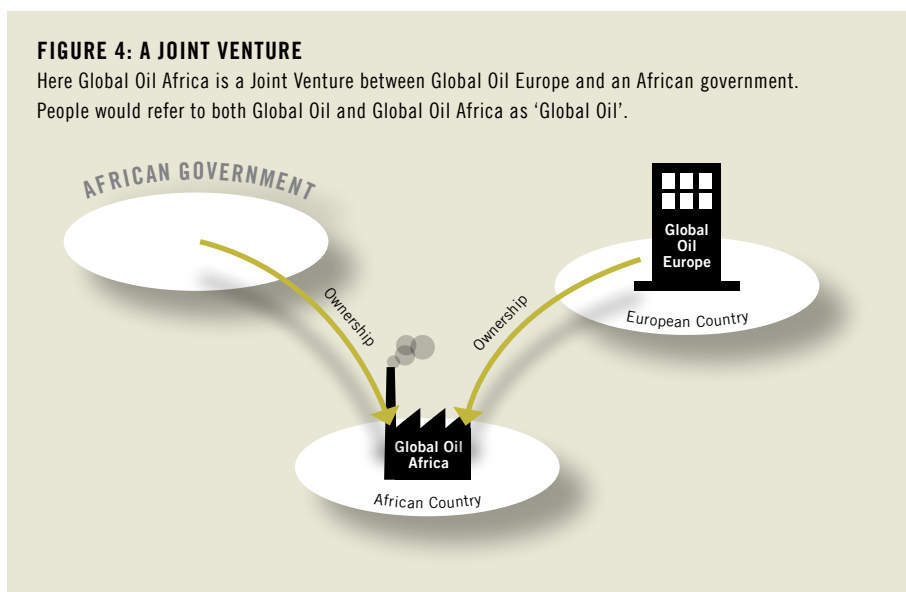 FIGURE 4: A JOINT VENTURE
Here Global Oil Africa is a Joint Venture between Global Oil Europe and an African government.
People would refer to both Global Oil and Global Oil Africa as ‘Global Oil’.
AFRICAN GOVERNMENT
Global
Oil
Europe
European Country
Ownership
Ownership
Global Oil
Africa
African Country